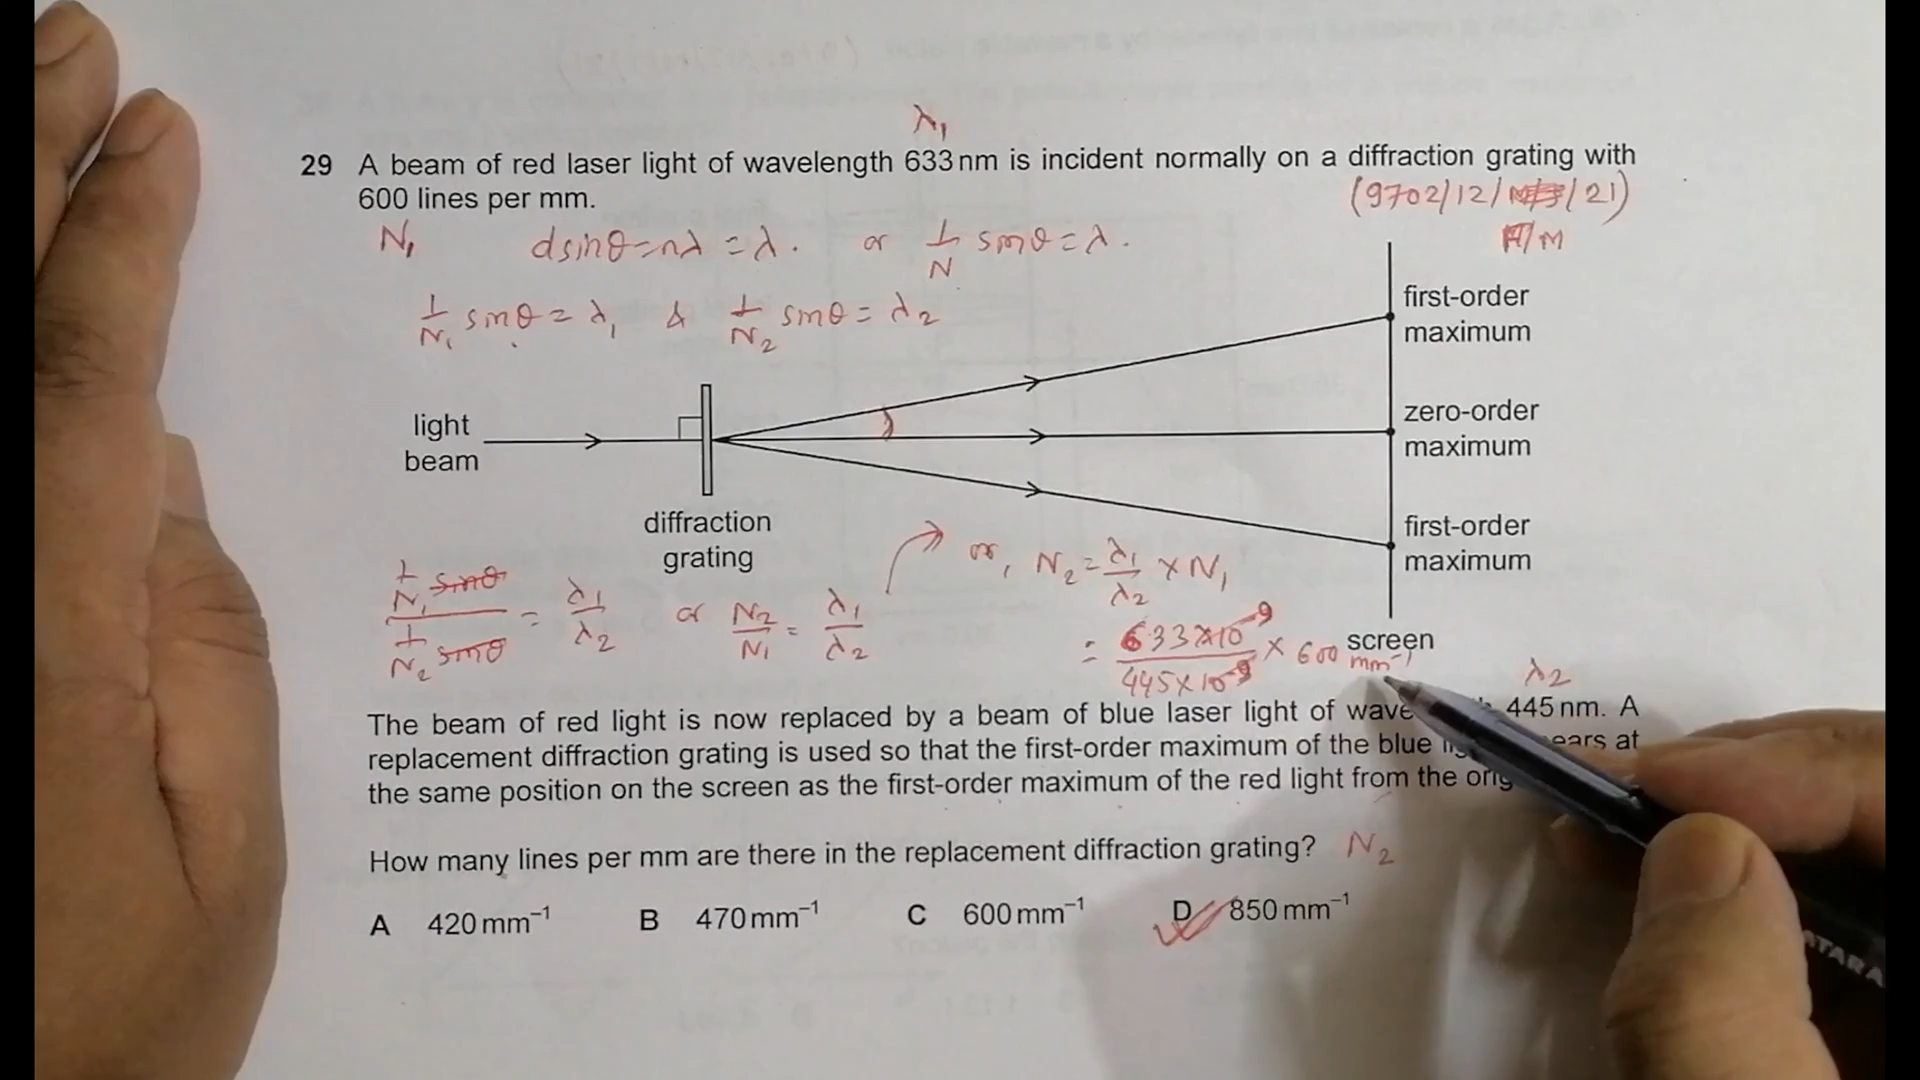 λ₁
29 A beam of red laser light of wavelength 633 nm is incident normally on a diffraction grating with
600 lines per mm.
(9702/12/ /21)
F/M
N₁ dsinθ=nλ = λ. or 1/N sinθ = λ.
1/N₁ sinθ = λ₁ & 1/N₂ sinθ = λ₂
first-order
maximum
light
beam
zero-order
maximum
diffraction
grating
first-order
maximum
1/N₁ sinθ / 1/N₂ sinθ = λ₁/λ₂ or N₂/N₁ = λ₁/λ₂
or, N₂ = λ₁/λ₂ × N₁
= 633×10⁻⁹/445×10⁻⁹ × 600 mm⁻¹
screen
λ₂
The beam of red light is now replaced by a beam of blue laser light of wave 445 nm. A
replacement diffraction grating is used so that the first-order maximum of the blue ears at
the same position on the screen as the first-order maximum of the red light from the orig
How many lines per mm are there in the replacement diffraction grating? N₂
A 420 mm⁻¹ B 470 mm⁻¹ C 600 mm⁻¹ D 850 mm⁻¹
ATARA